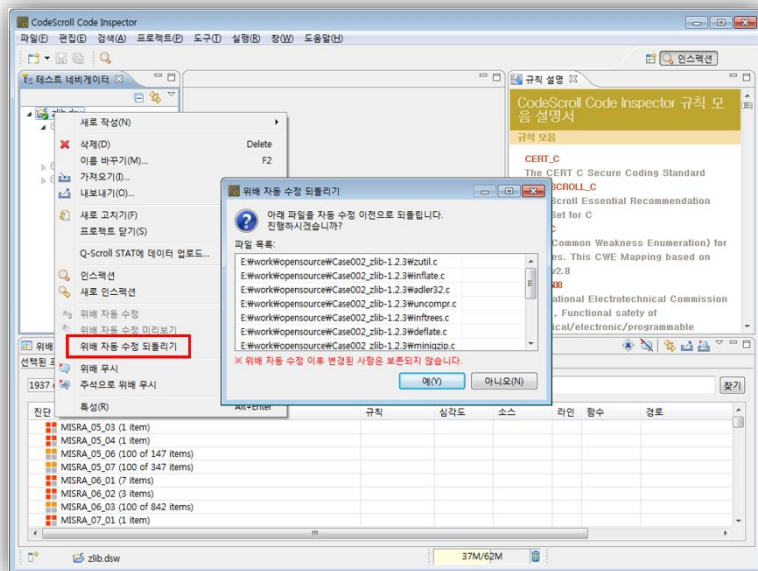 CodeScroll Code Inspector
파일(F) 편집(E) 검색(A) 프로젝트(P) 도구(T) 실행(R) 창(W) 도움말(H)
인스펙션
테스트 네비게이터
규칙 설명
zlib.dsw
CodeScroll Code Inspector 규칙 모
음 설명서
규칙 모음
CERT_C
The CERT C Secure Coding Standard
SCROLL_C
Scroll Essential Recommendation
Set for C
Common Weakness Enumeration) for
es. This CWE Mapping based on
v2.8
508
ational Electrotechnical Commission
, Functional safety of
ical/electronic/programmable
새로 작성(N)
삭제(D) Delete
이름 바꾸기(M)... F2
가져오기(I)...
내보내기(O)...
새로 고치기(F)
프로젝트 닫기(S)
Q-Scroll STAT에 데이터 업로드...
인스펙션
새로 인스펙션
위배 자동 수정
위배 자동 수정 미리보기
위배 자동 수정 되돌리기
위배 무시
주석으로 위배 무시
특성(R) Alt+Enter
위배 자동 수정 되돌리기
아래 파일을 자동 수정 이전으로 되돌립니다.
진행하시겠습니까?
파일 목록:
E:₩work₩opensource₩Case002_zlib-1.2.3₩zutil.c
E:₩work₩opensource₩Case002_zlib-1.2.3₩inflate.c
E:₩work₩opensource₩Case002_zlib-1.2.3₩adler32.c
E:₩work₩opensource₩Case002_zlib-1.2.3₩uncompr.c
E:₩work₩opensource₩Case002_zlib-1.2.3₩inftrees.c
E:₩work₩opensource₩Case002_zlib-1.2.3₩deflate.c
E:₩work₩opensource₩Case002_zlib-1.2.3₩minigzip.c
※ 위배 자동 수정 이후 변경된 사항은 보존되지 않습니다.
예(Y) 아니오(N)
위배
선택된 프
1937 찾기
진단 규칙 심각도 소스 라인 함수 경로
MISRA_05_03 (1 item)
MISRA_05_04 (1 item)
MISRA_05_06 (100 of 147 items)
MISRA_05_07 (100 of 347 items)
MISRA_06_01 (7 items)
MISRA_06_02 (3 items)
MISRA_06_03 (100 of 842 items)
MISRA_07_01 (1 item)
zlib.dsw 37M/62M